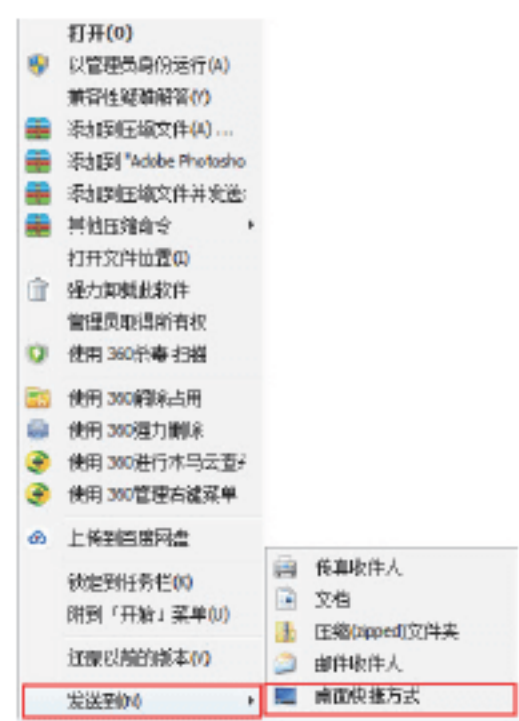 打开(O)
以管理员身份运行(A)
兼容性疑难解答(Y)
添加到压缩文件(A)...
添加到 "Adobe Photosho
添加到压缩文件并发送
其他压缩命令
打开文件位置(I)
强力卸载此软件
管理员取得所有权
使用 360杀毒 扫描
使用 360解除占用
使用 360强力删除
使用 360进行木马云查
使用 360管理右键菜单
上传到百度网盘
锁定到任务栏(K)
附到「开始」菜单(U)
还原以前的版本(V)
发送到(N)
传真收件人
文档
压缩(zipped)文件夹
邮件收件人
桌面快捷方式